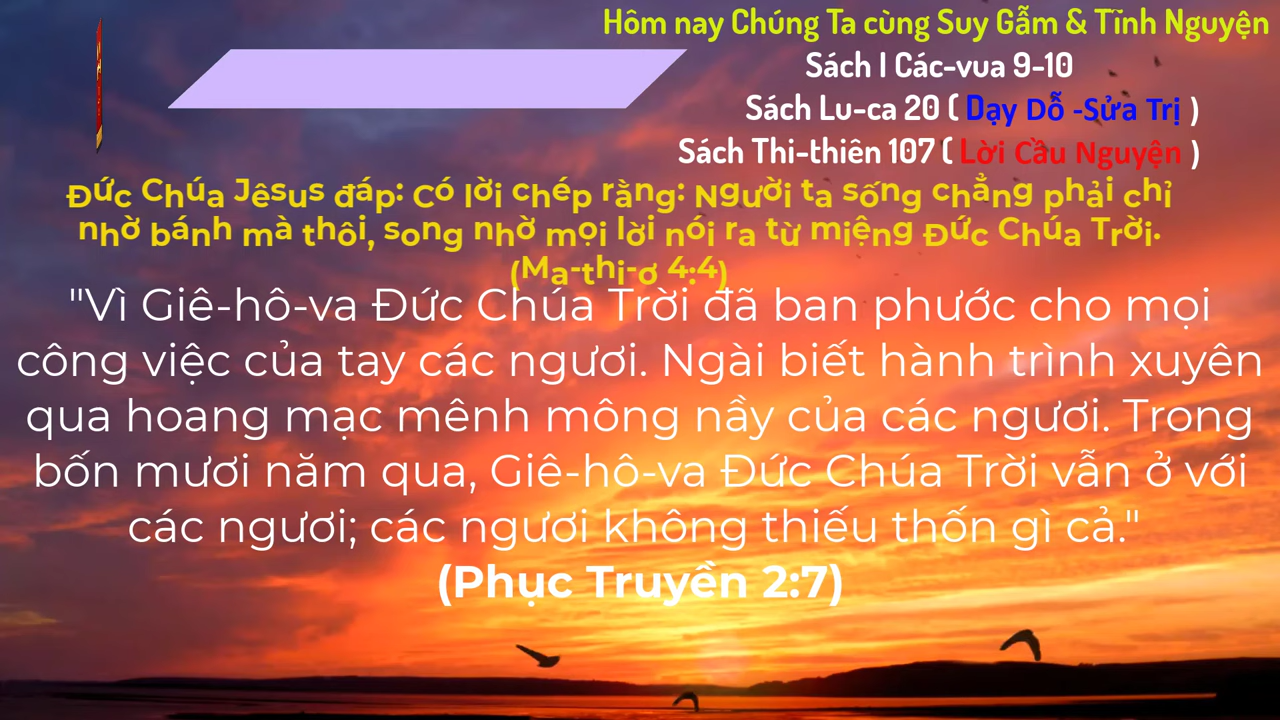 Hôm nay Chúng Ta cùng Suy Gẫm & Tĩnh Nguyện
Sách I Các-vua 9-10
Sách Lu-ca 20 ( Dạy Dỗ -Sửa Trị )
Sách Thi-thiên 107 ( Lời Cầu Nguyện )
Đức Chúa Jêsus đáp: Có lời chép rằng: Người ta sống chẳng phải chỉ
nhờ bánh mà thôi, song nhờ mọi lời nói ra từ miệng Đức Chúa Trời.
(Ma-thi-ơ 4:4)
"Vì Giê-hô-va Đức Chúa Trời đã ban phước cho mọi
công việc của tay các ngươi. Ngài biết hành trình xuyên
qua hoang mạc mênh mông nầy của các ngươi. Trong
bốn mươi năm qua, Giê-hô-va Đức Chúa Trời vẫn ở với
các ngươi; các ngươi không thiếu thốn gì cả."
(Phục Truyền 2:7)